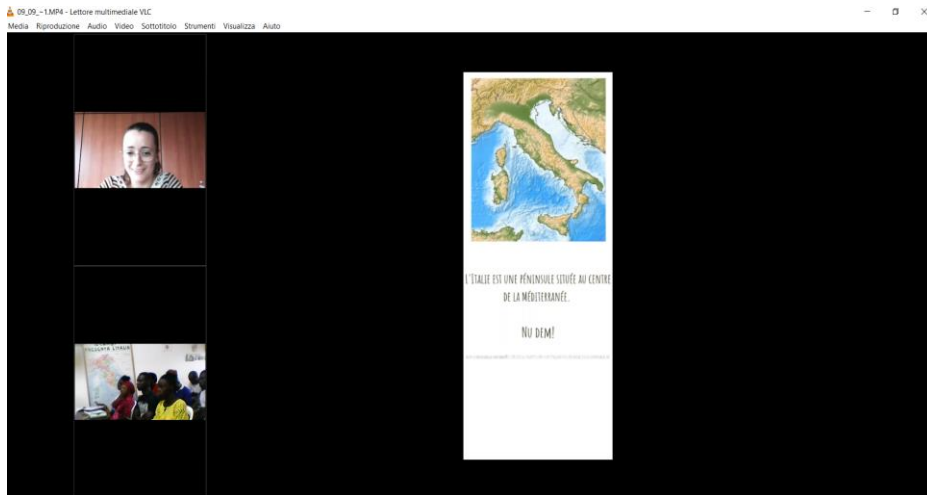 09_09_~1.MP4 - Lettore multimediale VLC
Media Riproduzione Audio Video Sottotitolo Strumenti Visualizza Aiuto
L'ITALIE EST UNE PÉNINSULE SITUÉE AU CENTRE
DE LA MÉDITERRANÉE.
NU DEM!